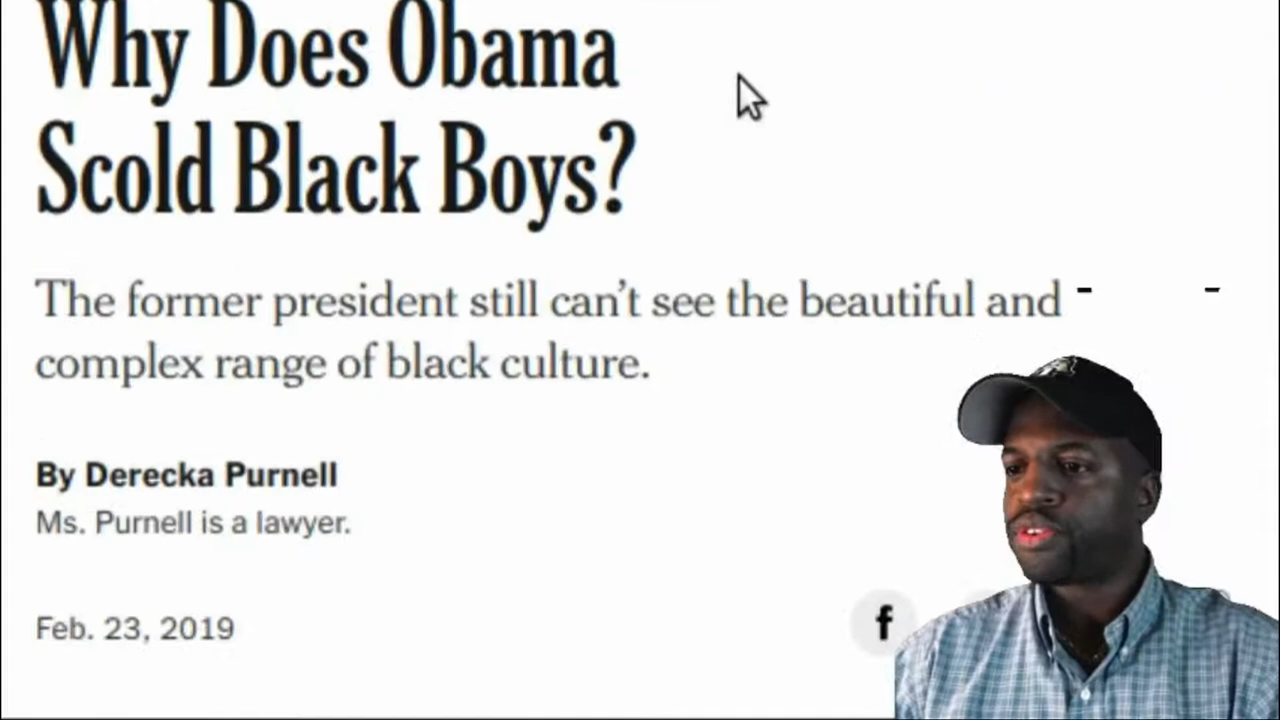 Why Does Obama
Scold Black Boys?
The former president still can't see the beautiful and
complex range of black culture.
By Derecka Purnell
Ms. Purnell is a lawyer.
Feb. 23, 2019
f